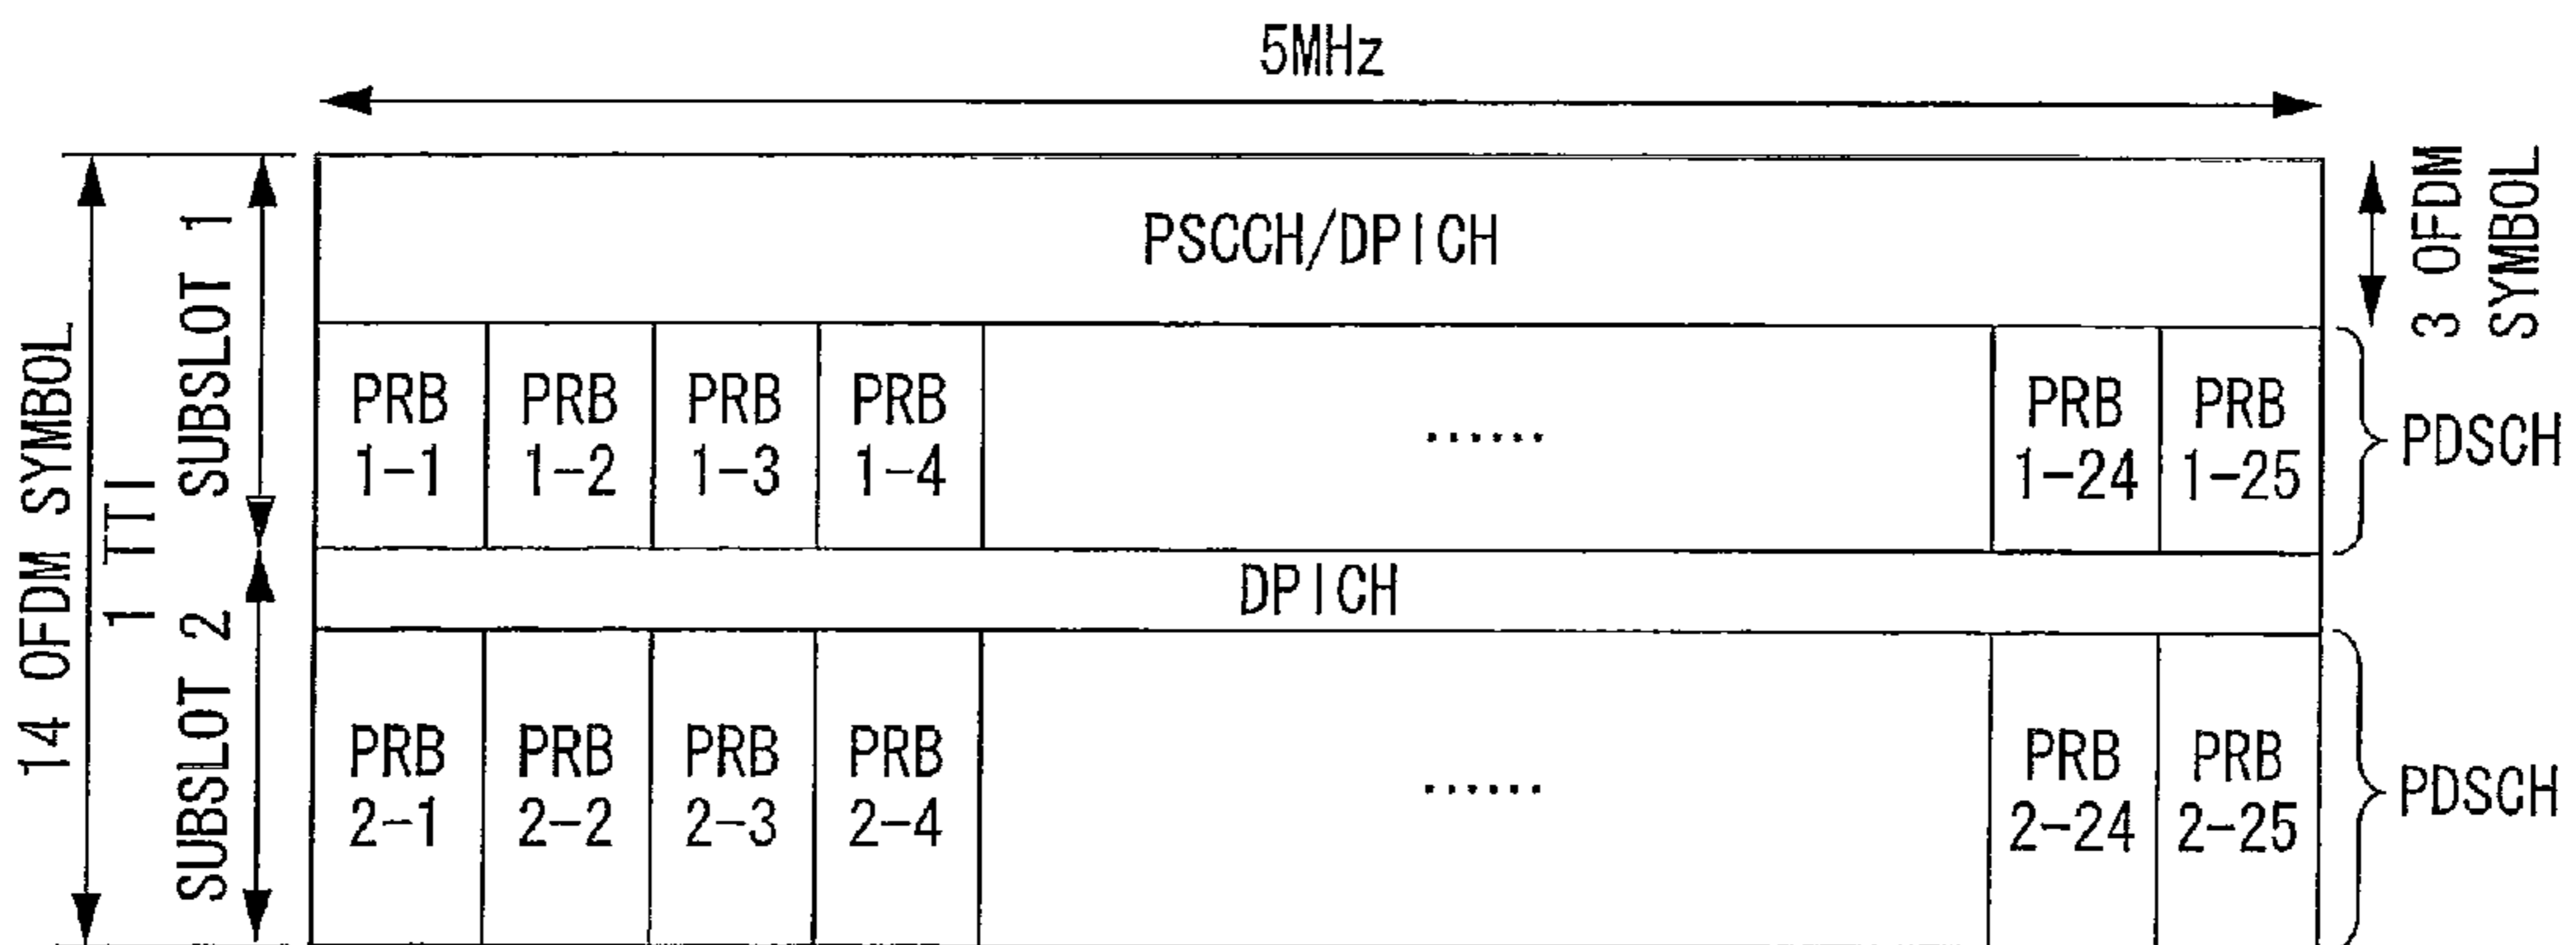 5MHz
14 OFDM SYMBOL
1 TTI
SUBSLOT 1
SUBSLOT 2
PSCCH/DPICH
3 OFDM
SYMBOL
PRB
1-1
PRB
1-2
PRB
1-3
PRB
1-4
......
PRB
1-24
PRB
1-25
PDSCH
DPICH
PRB
2-1
PRB
2-2
PRB
2-3
PRB
2-4
......
PRB
2-24
PRB
2-25
PDSCH